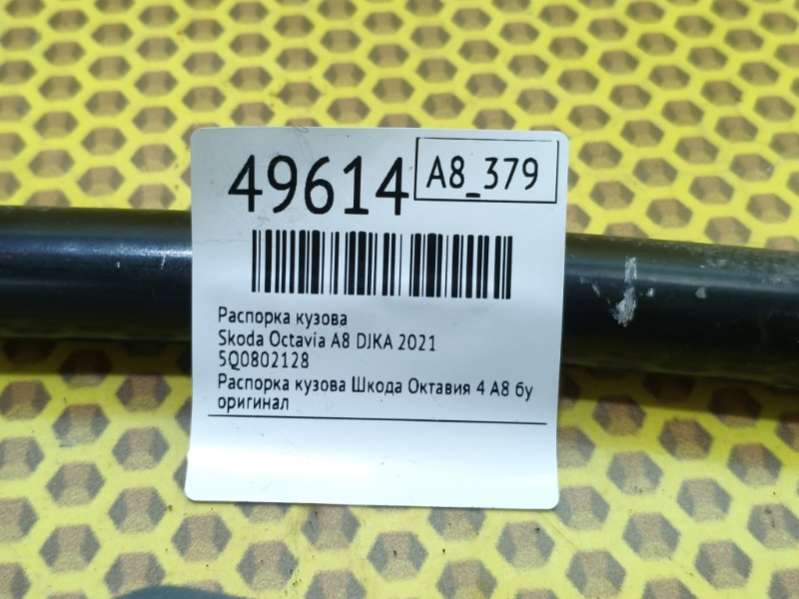 49614
A8_379
Распорка кузова
Skoda Octavia A8 DJKA 2021
5Q0802128
Распорка кузова Шкода Октавия 4 А8 бу
оригинал